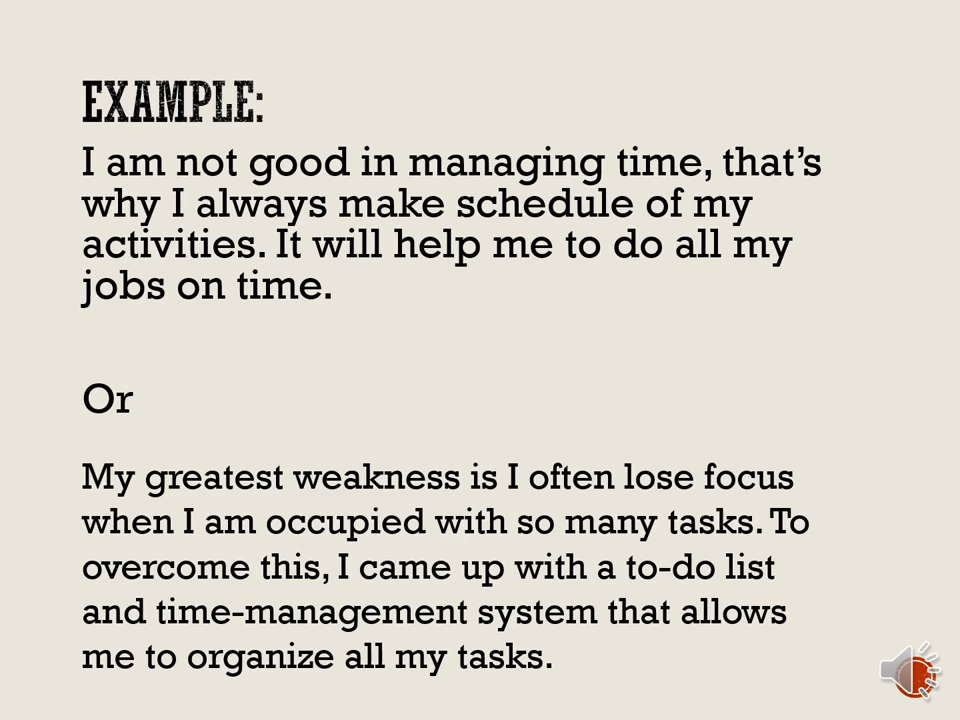 EXAMPLE:
I am not good in managing time, that’s
why I always make schedule of my
activities. It will help me to do all my
jobs on time.
Or
My greatest weakness is I often lose focus
when I am occupied with so many tasks. To
overcome this, I came up with a to-do list
and time-management system that allows
me to organize all my tasks.